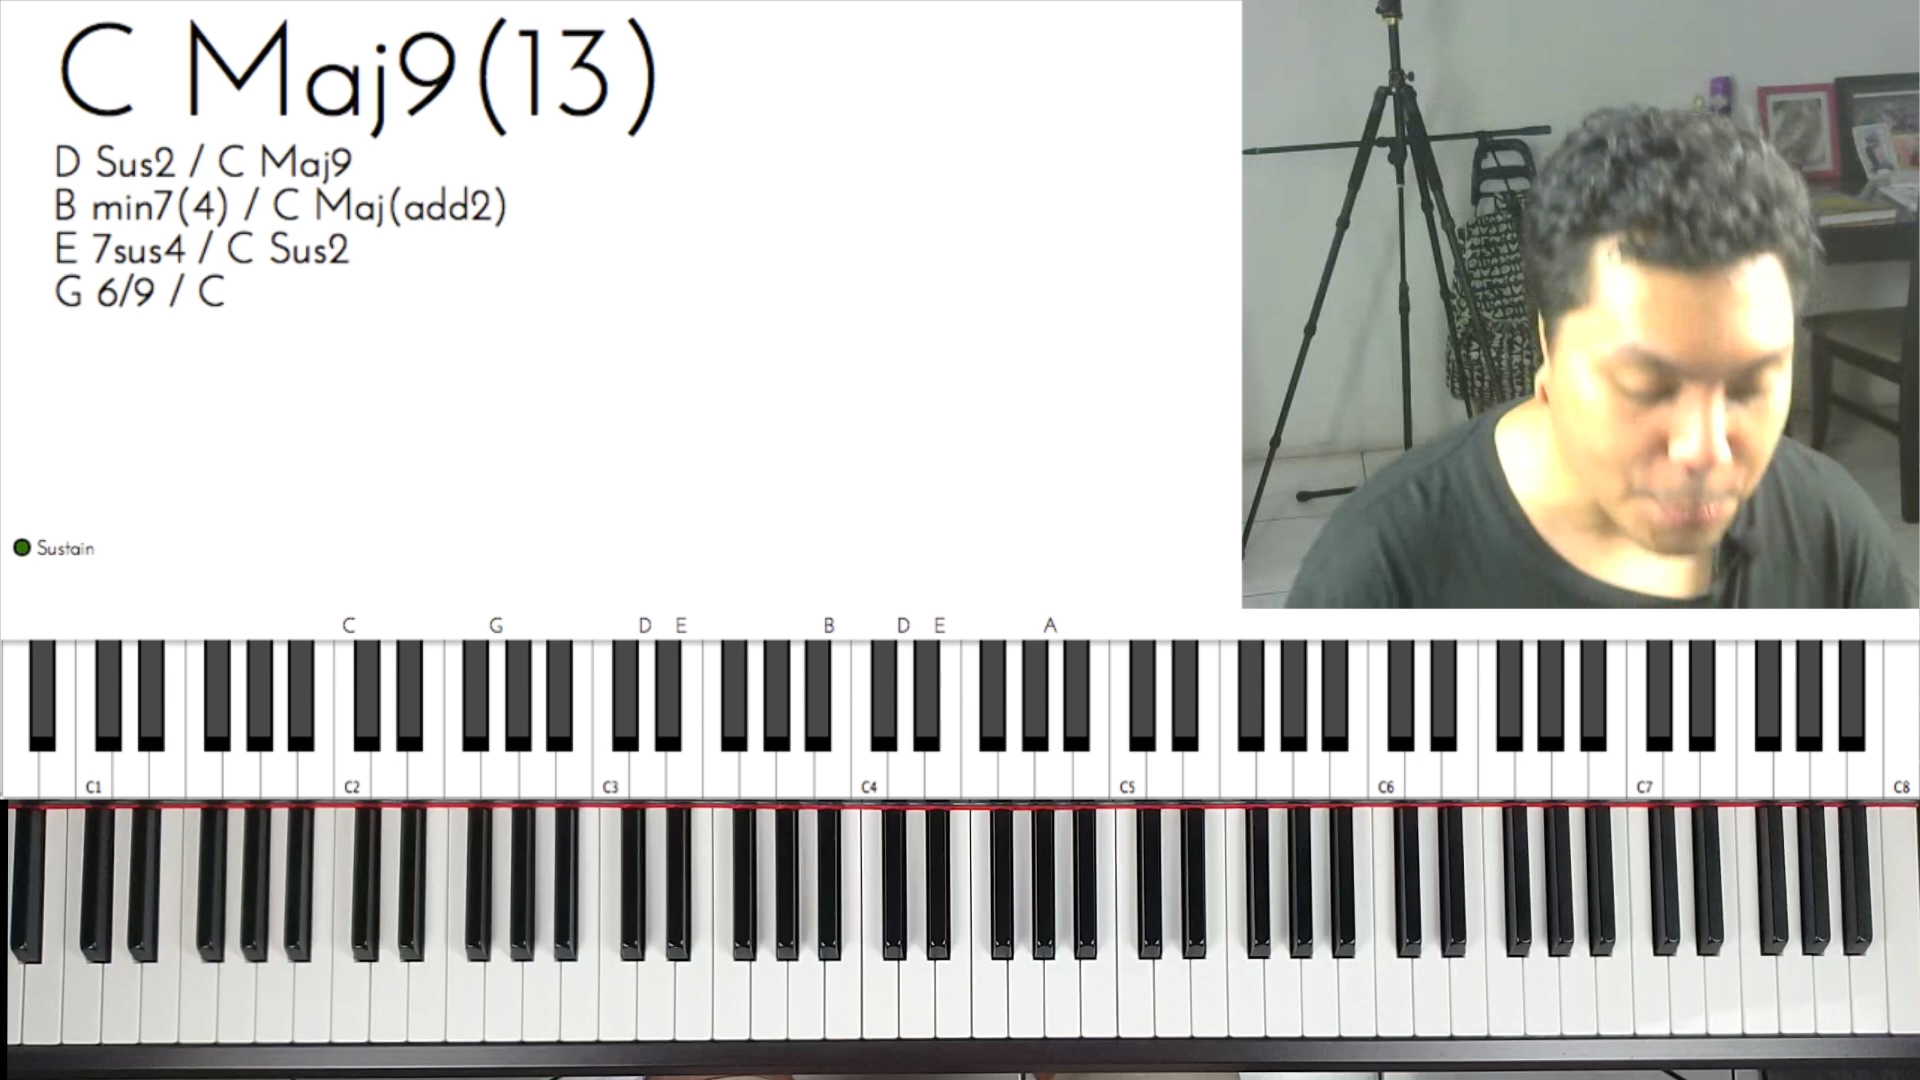 C Maj9(13)
D Sus2 / C Maj9
B min7(4) / C Maj(add2)
E 7sus4 / C Sus2
G 6/9 / C
Sustain
C G D E B D E A
C1 C2 C3 C4 C5 C6 C7 C8